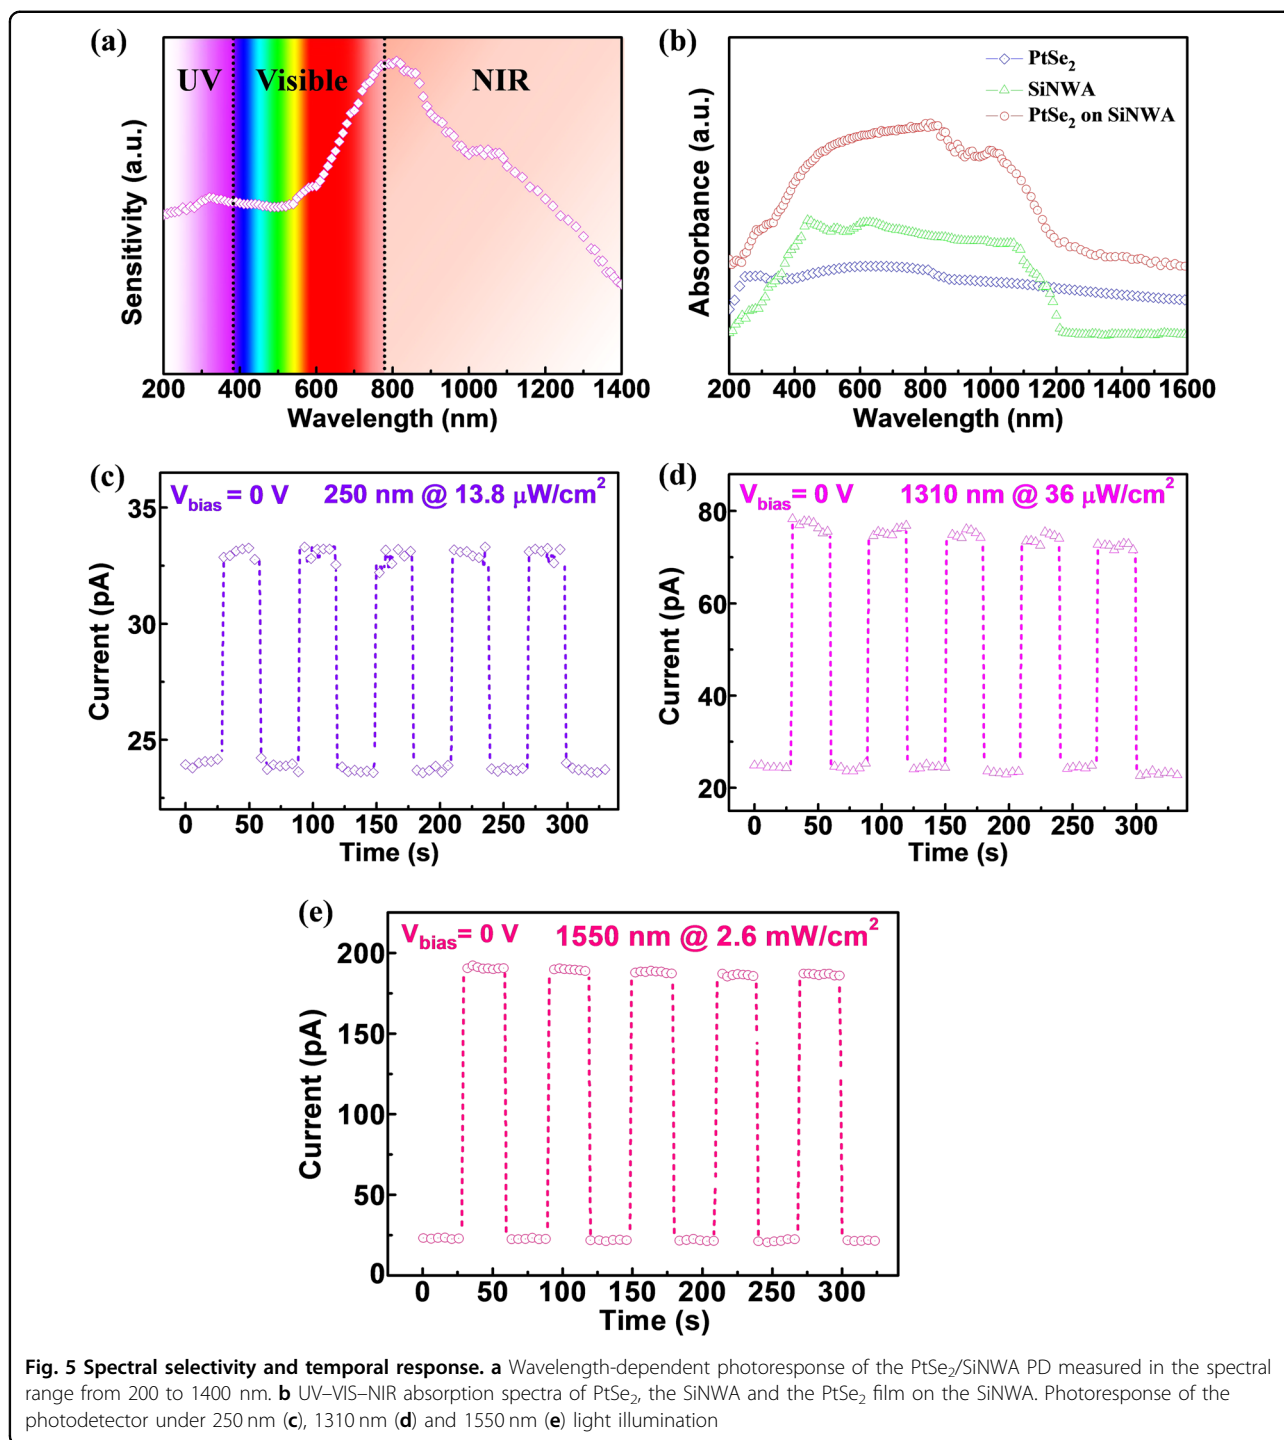 (a)
UV Visible NIR
Sensitivity (a.u.)
200 400 600 800 1000 1200 1400
Wavelength (nm)
(b)
PtSe₂
SiNWA
PtSe₂ on SiNWA
Absorbance (a.u.)
200 400 600 800 1000 1200 1400 1600
Wavelength (nm)
(c)
V_bias = 0 V 250 nm @ 13.8 μW/cm²
35
33
25
Current (pA)
0 50 100 150 200 250 300
Time (s)
(d)
V_bias = 0 V 1310 nm @ 36 μW/cm²
80
60
40
20
Current (pA)
0 50 100 150 200 250 300
Time (s)
(e)
V_bias = 0 V 1550 nm @ 2.6 mW/cm²
200
150
100
50
0
Current (pA)
0 50 100 150 200 250 300
Time (s)
Fig. 5 Spectral selectivity and temporal response. a Wavelength-dependent photoresponse of the PtSe₂/SiNWA PD measured in the spectral
range from 200 to 1400 nm. b UV–VIS–NIR absorption spectra of PtSe₂, the SiNWA and the PtSe₂ film on the SiNWA. Photoresponse of the
photodetector under 250 nm (c), 1310 nm (d) and 1550 nm (e) light illumination